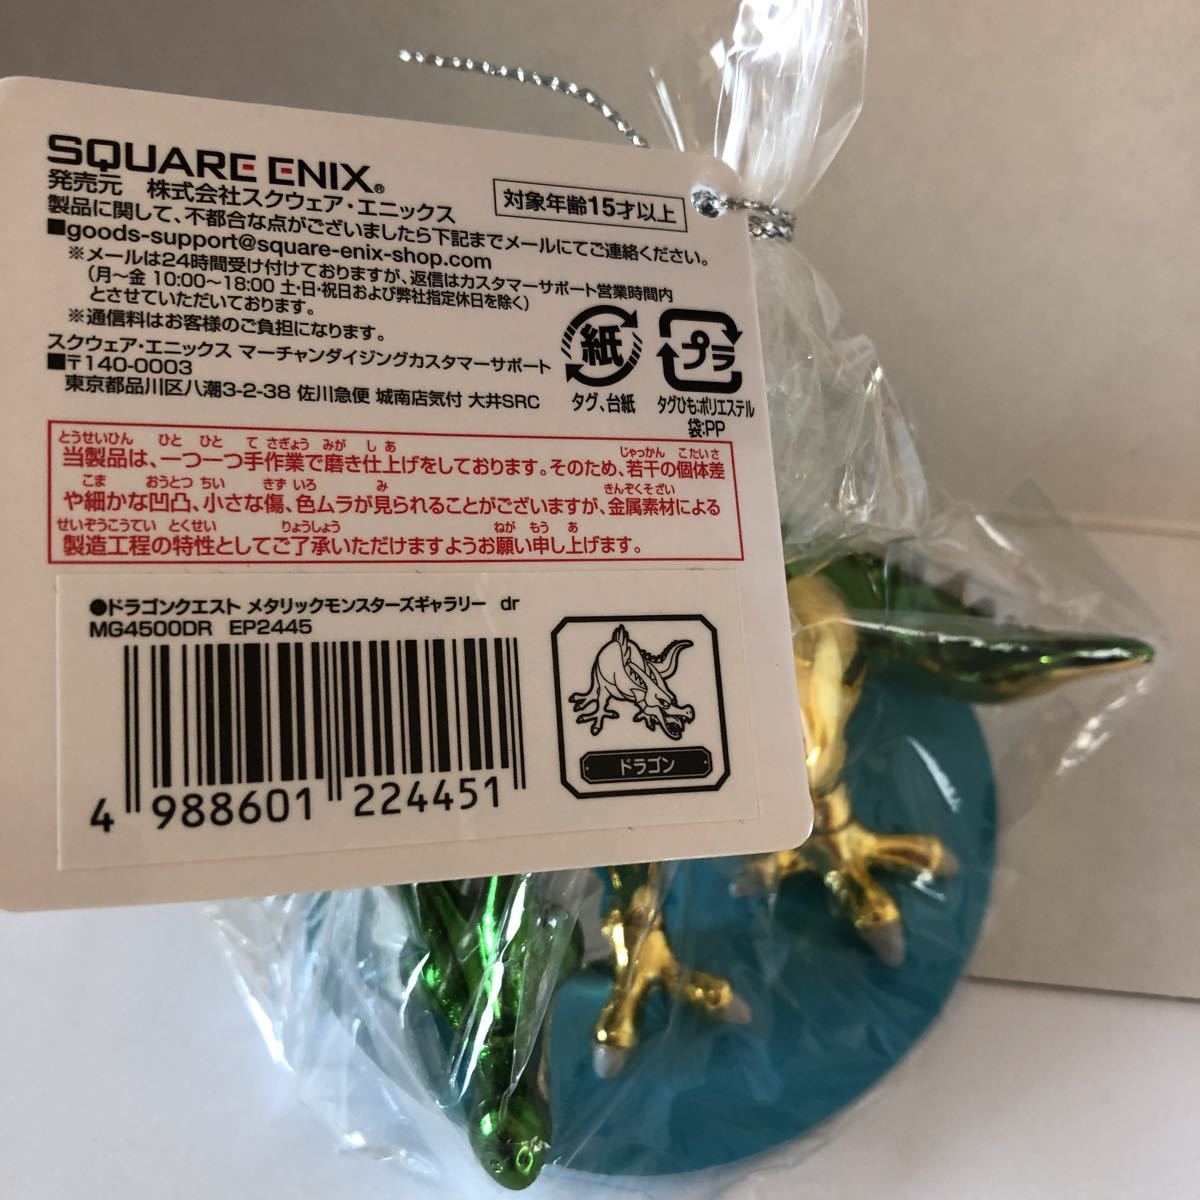 SQUARE ENIX®
発売元 株式会社スクウェア・エニックス
対象年齢15才以上
製品に関して、不都合な点がございましたら下記までメールにてご連絡ください。
■goods-support@square-enix-shop.com
※メールは24時間受け付けておりますが、返信はカスタマーサポート営業時間内
（月～金 10:00～18:00 土・日・祝日および弊社指定休日を除く）
とさせていただいております。
※通信料はお客様のご負担になります。
スクウェア・エニックス マーチャンダイジングカスタマーサポート
■〒140-0003
東京都品川区八潮3-2-38 佐川急便 城南店気付 大井SRC
紙
タグ、台紙
プラ
タグひも:ポリエステル
袋:PP
とうせいひん ひと ひと て さぎょう みが し あ じゃっかん こたいさ
当製品は、一つ一つ手作業で磨き仕上げをしております。そのため、若干の個体差
こま おうとつ ちい きず いろ み きんぞくそざい
や細かな凹凸、小さな傷、色ムラが見られることがございますが、金属素材による
せいぞうこうてい とくせい りょうしょう ねが もう あ
製造工程の特性としてご了承いただけますようお願い申し上げます。
●ドラゴンクエスト メタリックモンスターズギャラリー dr
MG4500DR EP2445
4 988601 224451
ドラゴン